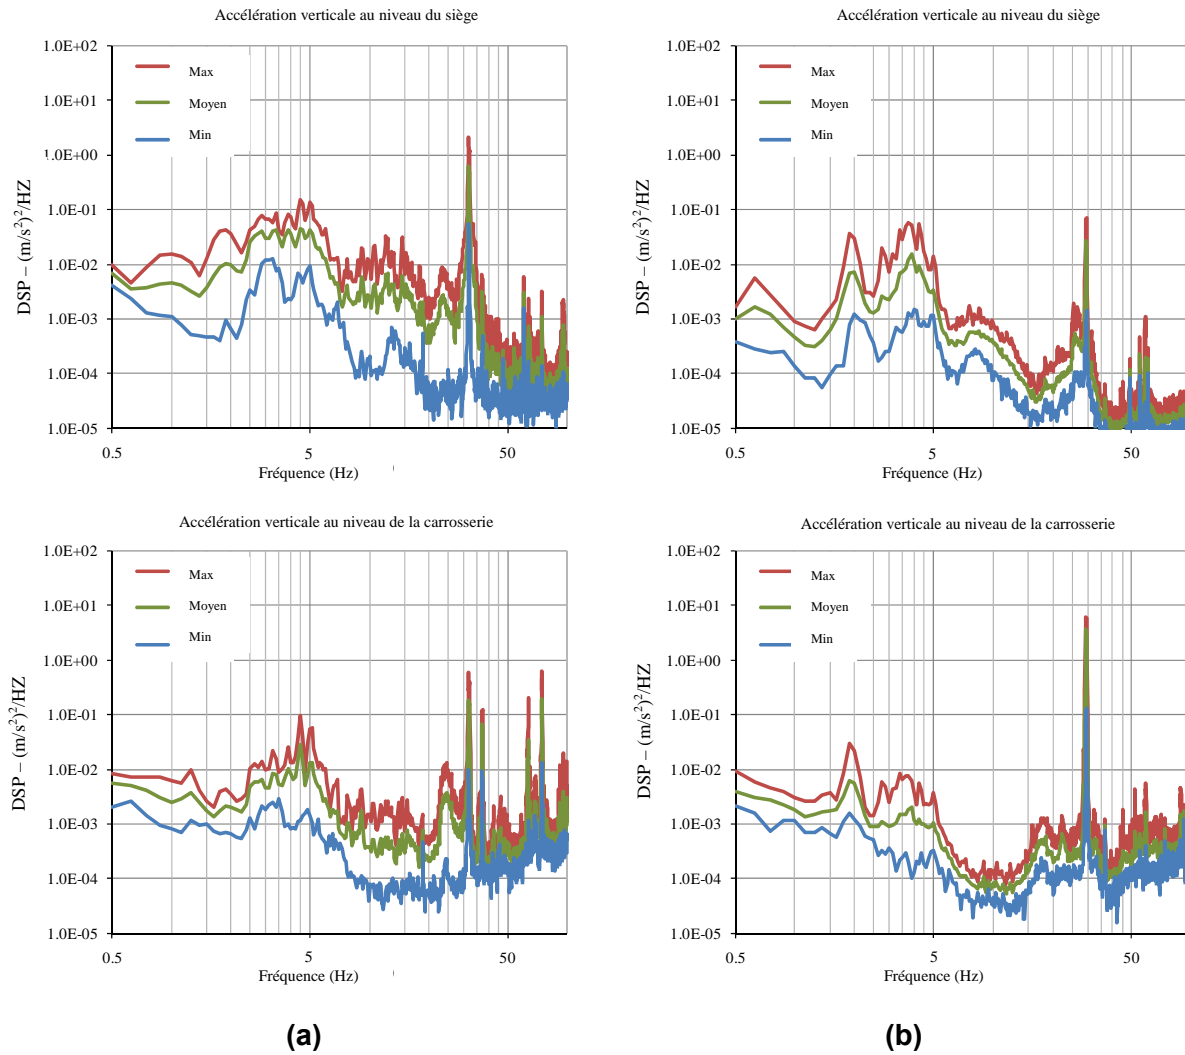 Accélération verticale au niveau du siège
1.0E+02
1.0E+01
1.0E+00
1.0E-01
1.0E-02
1.0E-03
1.0E-04
1.0E-05
DSP – (m/s²)²/HZ
Max
Moyen
Min
0.5
5
50
Fréquence (Hz)
Accélération verticale au niveau du siège
1.0E+02
1.0E+01
1.0E+00
1.0E-01
1.0E-02
1.0E-03
1.0E-04
1.0E-05
DSP – (m/s²)²/HZ
Max
Moyen
Min
0.5
5
50
Fréquence (Hz)
Accélération verticale au niveau de la carrosserie
1.0E+02
1.0E+01
1.0E+00
1.0E-01
1.0E-02
1.0E-03
1.0E-04
1.0E-05
DSP – (m/s²)²/HZ
Max
Moyen
Min
0.5
5
50
Fréquence (Hz)
Accélération verticale au niveau de la carrosserie
1.0E+02
1.0E+01
1.0E+00
1.0E-01
1.0E-02
1.0E-03
1.0E-04
1.0E-05
DSP – (m/s²)²/HZ
Max
Moyen
Min
0.5
5
50
Fréquence (Hz)
(a)
(b)